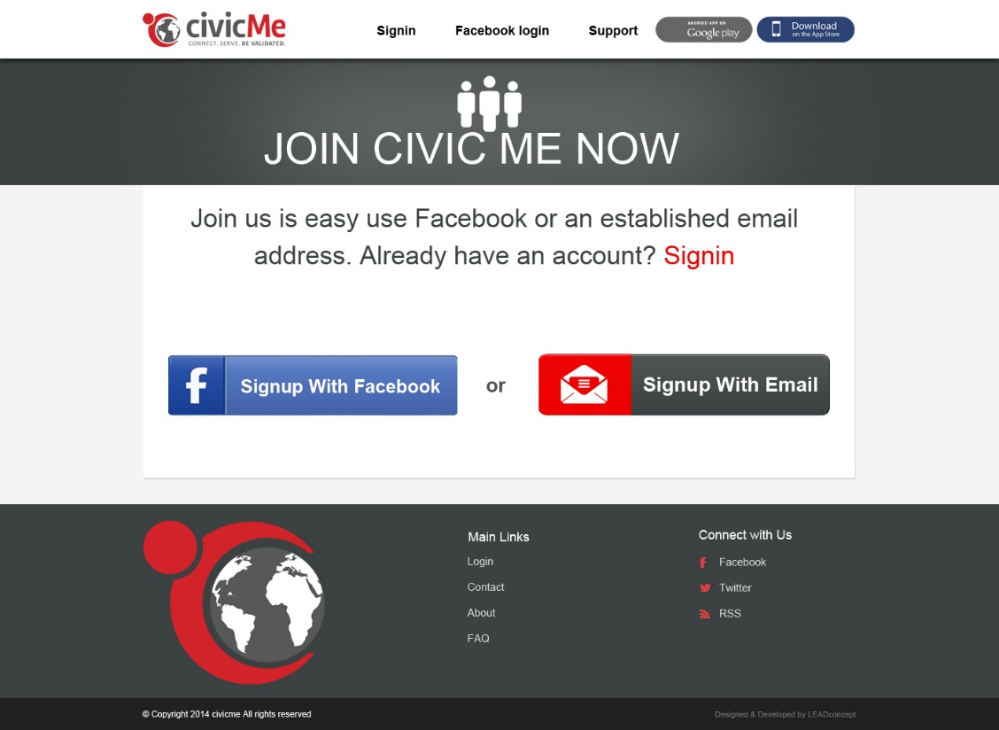 civicMe
CONNECT. SERVE. BE VALIDATED.
Signin
Facebook login
Support
ANDROID APP ON
Google play
Download
on the App Store
JOIN CIVIC ME NOW
Join us is easy use Facebook or an established email
address. Already have an account? Signin
Signup With Facebook
or
Signup With Email
Main Links
Login
Contact
About
FAQ
Connect with Us
Facebook
Twitter
RSS
© Copyright 2014 civicme All rights reserved
Designed & Developed by LEADconcept